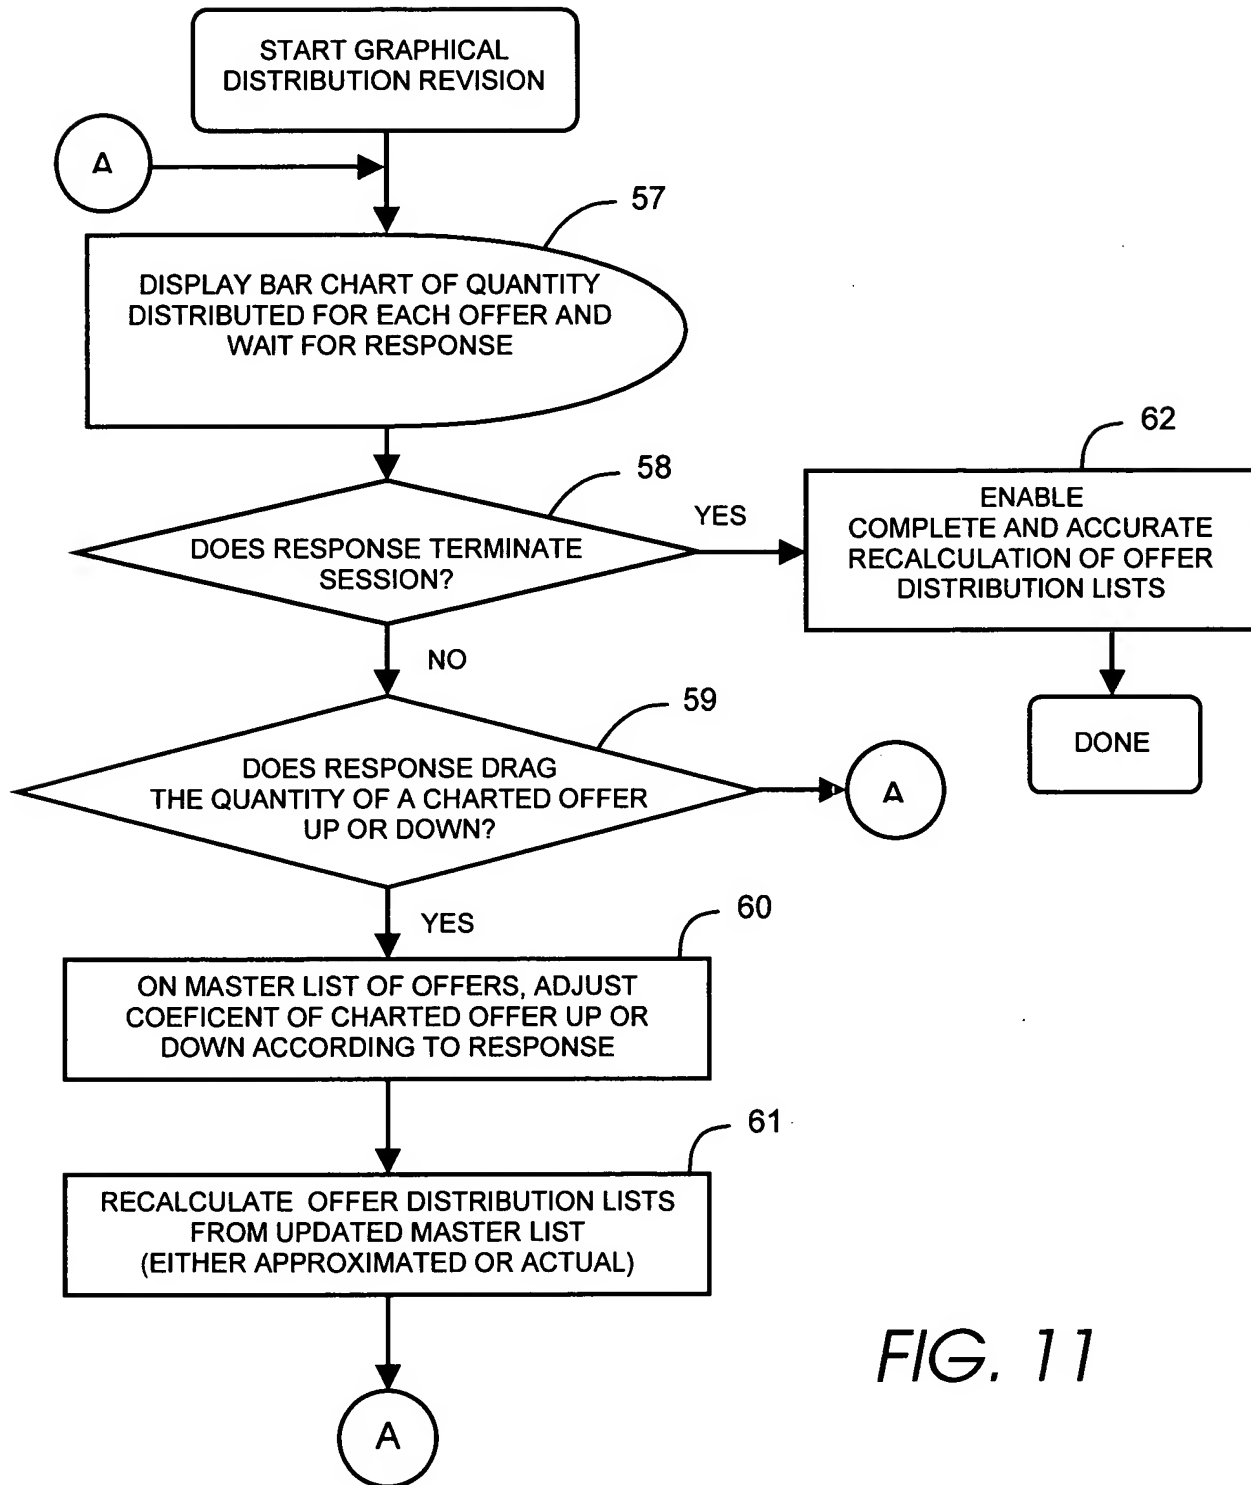 START GRAPHICAL
DISTRIBUTION REVISION
A
57
DISPLAY BAR CHART OF QUANTITY
DISTRIBUTED FOR EACH OFFER AND
WAIT FOR RESPONSE
58
DOES RESPONSE TERMINATE
SESSION?
YES
62
ENABLE
COMPLETE AND ACCURATE
RECALCULATION OF OFFER
DISTRIBUTION LISTS
DONE
NO
59
DOES RESPONSE DRAG
THE QUANTITY OF A CHARTED OFFER
UP OR DOWN?
A
YES
60
ON MASTER LIST OF OFFERS, ADJUST
COEFICENT OF CHARTED OFFER UP OR
DOWN ACCORDING TO RESPONSE
61
RECALCULATE OFFER DISTRIBUTION LISTS
FROM UPDATED MASTER LIST
(EITHER APPROXIMATED OR ACTUAL)
A
FIG. 11